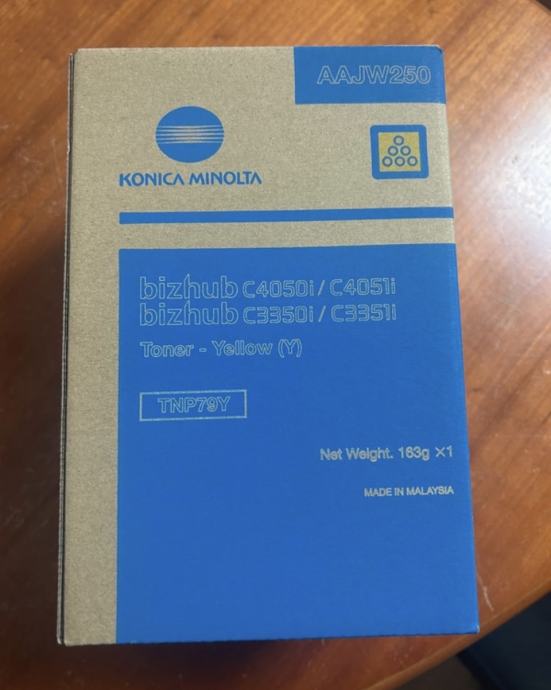 AAJW250
KONICA MINOLTA
bizhub C4050i / C4051i
bizhub C3350i / C3351i
Toner - Yellow (Y)
TNP79Y
Net Weight. 163g ×1
MADE IN MALAYSIA